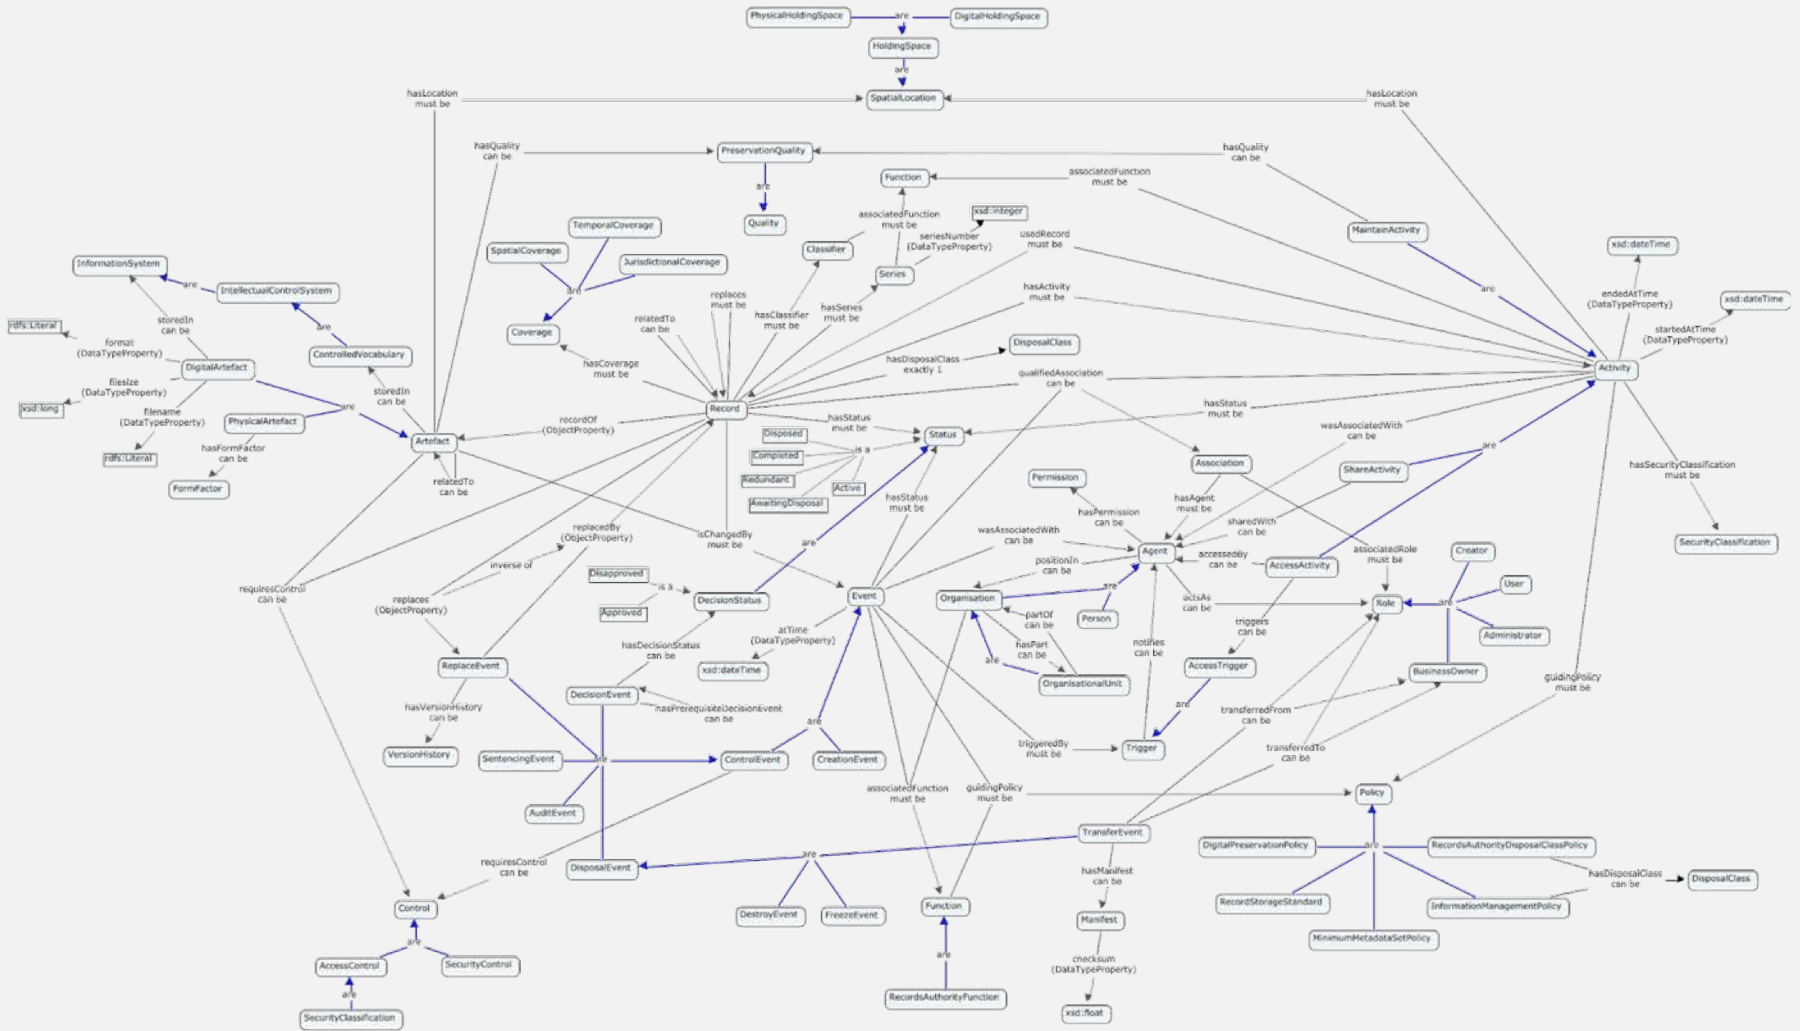 PhysicalHoldingSpace
are
DigitalHoldingSpace
HoldingSpace
are
SpatialLocation
hasLocation
must be
hasLocation
must be
hasQuality
can be
PreservationQuality
hasQuality
can be
are
Quality
Function
associatedFunction
must be
associatedFunction
must be
xsd:integer
seriesNumber
(DataTypeProperty)
usedRecord
must be
MaintainActivity
xsd:dateTime
TemporalCoverage
SpatialCoverage
JurisdictionalCoverage
are
Coverage
Classifier
Series
InformationSystem
are
IntellectualControlSystem
are
ControlledVocabulary
storedIn
can be
rdfs:Literal
format
(DataTypeProperty)
DigitalArtefact
filesize
(DataTypeProperty)
xsd:long
filename
(DataTypeProperty)
rdfs:Literal
PhysicalArtefact
are
storedIn
can be
hasFormFactor
can be
FormFactor
Artefact
relatedTo
can be
relatedTo
can be
replaces
must be
hasClassifier
must be
hasSeries
must be
hasActivity
must be
are
endedAtTime
(DataTypeProperty)
xsd:dateTime
startedAtTime
(DataTypeProperty)
hasCoverage
must be
hasDisposalClass
exactly 1
DisposalClass
qualifiedAssociation
can be
Activity
Record
recordOf
(ObjectProperty)
hasStatus
must be
Status
hasStatus
must be
wasAssociatedWith
can be
are
Disposed
Completed
is a
Redundant
Active
AwaitingDisposal
Association
ShareActivity
hasSecurityClassification
must be
Permission
hasPermission
can be
hasAgent
must be
sharedWith
can be
hasStatus
must be
replacedBy
(ObjectProperty)
isChangedBy
must be
wasAssociatedWith
can be
Agent
accessedBy
can be
AccessActivity
associatedRole
must be
SecurityClassification
Creator
User
inverse of
are
positionIn
can be
are
requiresControl
can be
replaces
(ObjectProperty)
Disapproved
is a
Approved
DecisionStatus
Event
Organisation
Person
actsAs
can be
Role
are
Administrator
atTime
(DataTypeProperty)
xsd:dateTime
partOf
can be
hasPart
can be
triggers
can be
notifies
can be
hasDecisionStatus
can be
ReplaceEvent
are
OrganisationalUnit
AccessTrigger
BusinessOwner
guidingPolicy
must be
DecisionEvent
hasPrerequisiteDecisionEvent
can be
hasVersionHistory
can be
VersionHistory
are
are
transferredFrom
can be
triggeredBy
must be
Trigger
transferredTo
can be
SentencingEvent
are
ControlEvent
CreationEvent
associatedFunction
must be
guidingPolicy
must be
Policy
AuditEvent
TransferEvent
DigitalPreservationPolicy
are
RecordsAuthorityDisposalClassPolicy
requiresControl
can be
DisposalEvent
are
hasManifest
can be
hasDisposalClass
can be
DisposalClass
Control
DestroyEvent
FreezeEvent
Function
Manifest
RecordStorageStandard
InformationManagementPolicy
MinimumMetadataSetPolicy
are
AccessControl
SecurityControl
are
checksum
(DataTypeProperty)
are
SecurityClassification
RecordsAuthorityFunction
xsd:float